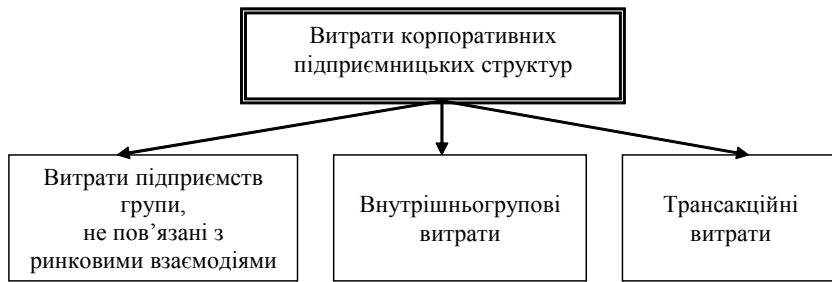 Витрати корпоративних
підприємницьких структур
Витрати підприємств
групи,
не пов’язані з
ринковими взаємодіями
Внутрішньогрупові
витрати
Трансакційні
витрати